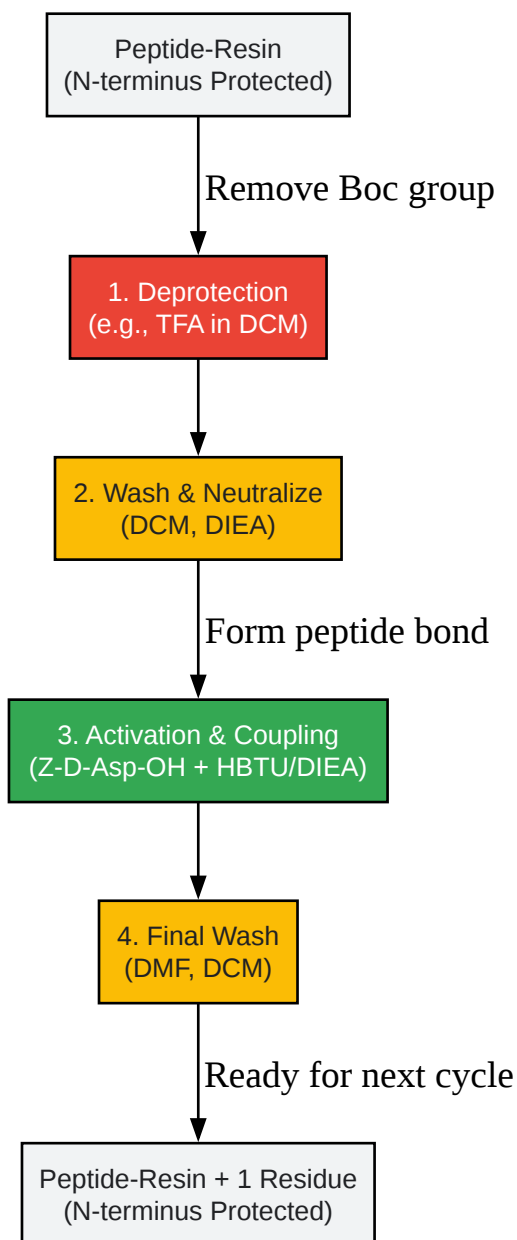 Peptide-Resin
(N-terminus Protected)
Remove Boc group
1. Deprotection
(e.g., TFA in DCM)
2. Wash & Neutralize
(DCM, DIEA)
Form peptide bond
3. Activation & Coupling
(Z-D-Asp-OH + HBTU/DIEA)
4. Final Wash
(DMF, DCM)
Ready for next cycle
Peptide-Resin + 1 Residue
(N-terminus Protected)